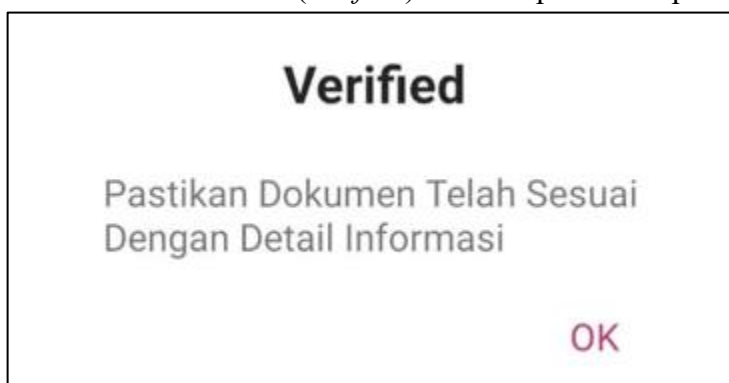 Verified
Pastikan Dokumen Telah Sesuai
Dengan Detail Informasi
OK